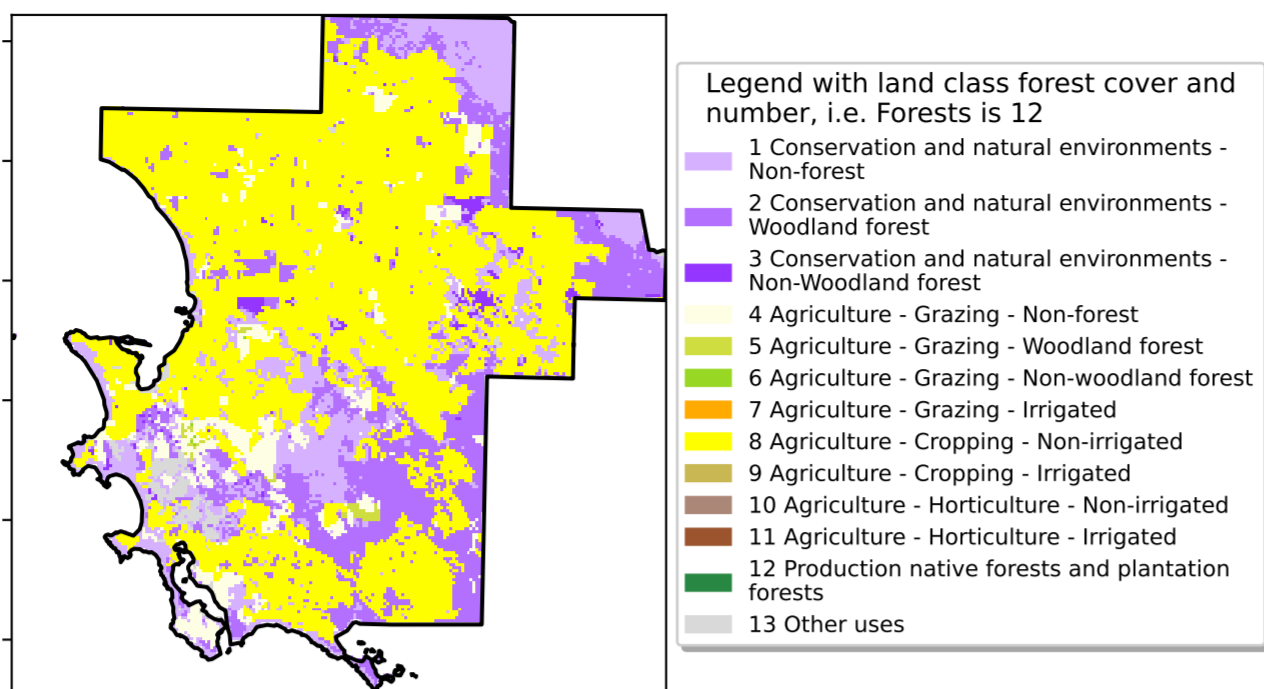 Legend with land class forest cover and
number, i.e. Forests is 12
1 Conservation and natural environments -
Non-forest
2 Conservation and natural environments -
Woodland forest
3 Conservation and natural environments -
Non-Woodland forest
4 Agriculture - Grazing - Non-forest
5 Agriculture - Grazing - Woodland forest
6 Agriculture - Grazing - Non-woodland forest
7 Agriculture - Grazing - Irrigated
8 Agriculture - Cropping - Non-irrigated
9 Agriculture - Cropping - Irrigated
10 Agriculture - Horticulture - Non-irrigated
11 Agriculture - Horticulture - Irrigated
12 Production native forests and plantation
forests
13 Other uses